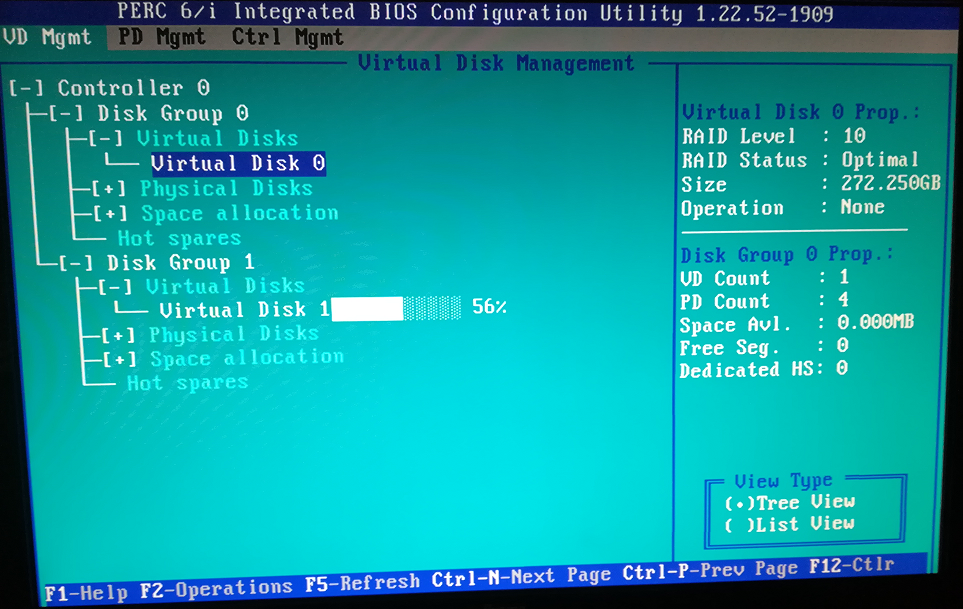 PERC 6/i Integrated BIOS Configuration Utility 1.22.52-1909
VD Mgmt PD Mgmt Ctrl Mgmt
Virtual Disk Management
[-] Controller 0
[-] Disk Group 0
[-] Virtual Disks
Virtual Disk 0
[+] Physical Disks
[+] Space allocation
Hot spares
[-] Disk Group 1
[-] Virtual Disks
Virtual Disk 1 56%
[+] Physical Disks
[+] Space allocation
Hot spares
Virtual Disk 0 Prop.:
RAID Level : 10
RAID Status : Optimal
Size : 272.250GB
Operation : None
Disk Group 0 Prop.:
VD Count : 1
PD Count : 4
Space Avl. : 0.000MB
Free Seg. : 0
Dedicated HS: 0
View Type
(•)Tree View
( )List View
F1-Help F2-Operations F5-Refresh Ctrl-N-Next Page Ctrl-P-Prev Page F12-Ctlr